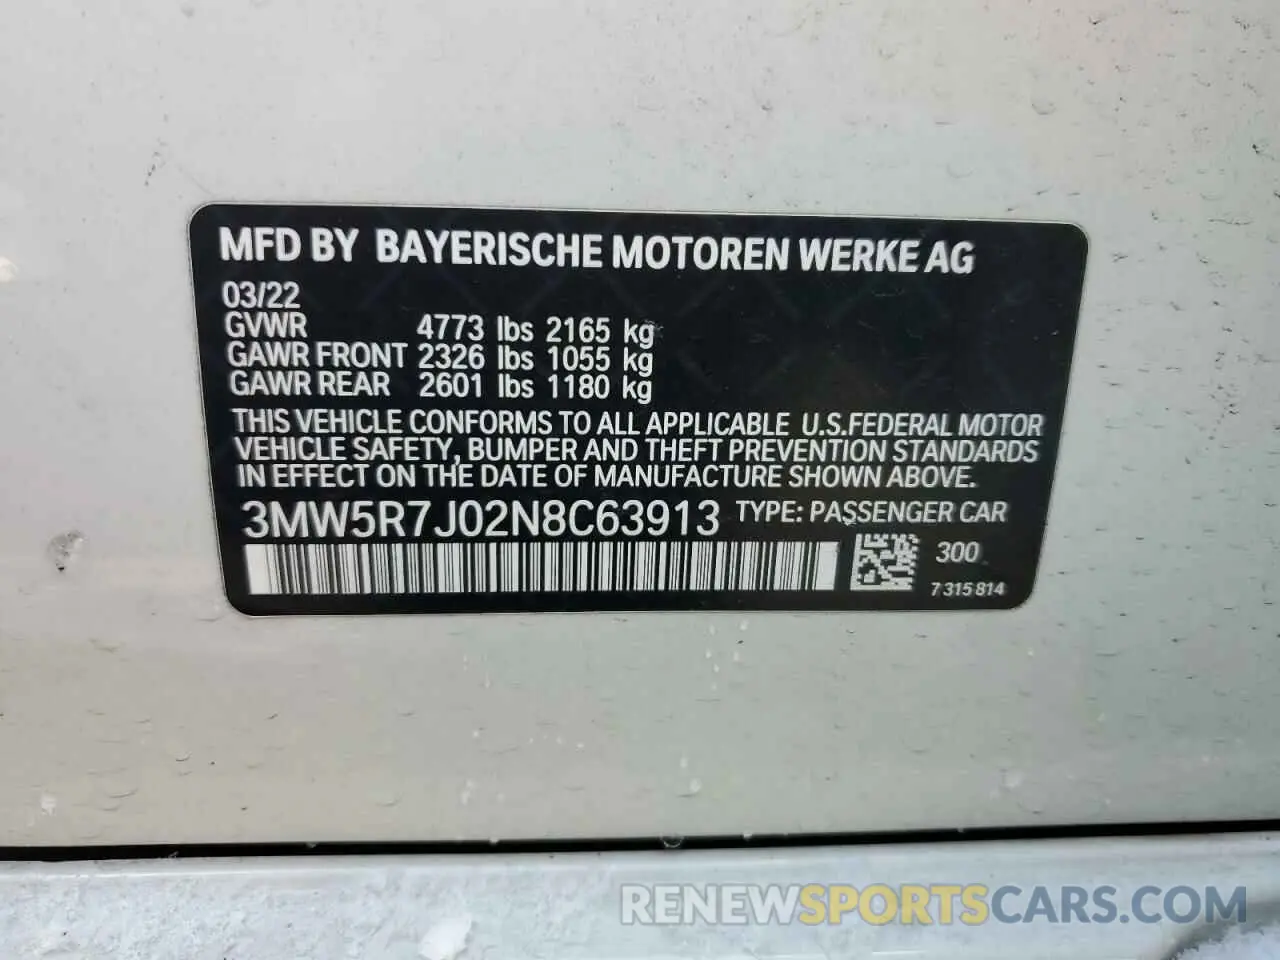 MFD BY BAYERISCHE MOTOREN WERKE AG
03/22
GVWR 4773 lbs 2165 kg
GAWR FRONT 2326 lbs 1055 kg
GAWR REAR 2601 lbs 1180 kg
THIS VEHICLE CONFORMS TO ALL APPLICABLE U.S.FEDERAL MOTOR
VEHICLE SAFETY, BUMPER AND THEFT PREVENTION STANDARDS
IN EFFECT ON THE DATE OF MANUFACTURE SHOWN ABOVE.
3MW5R7J02N8C63913 TYPE: PASSENGER CAR
300
7 315 814
RENEWSPORTSCARS.COM